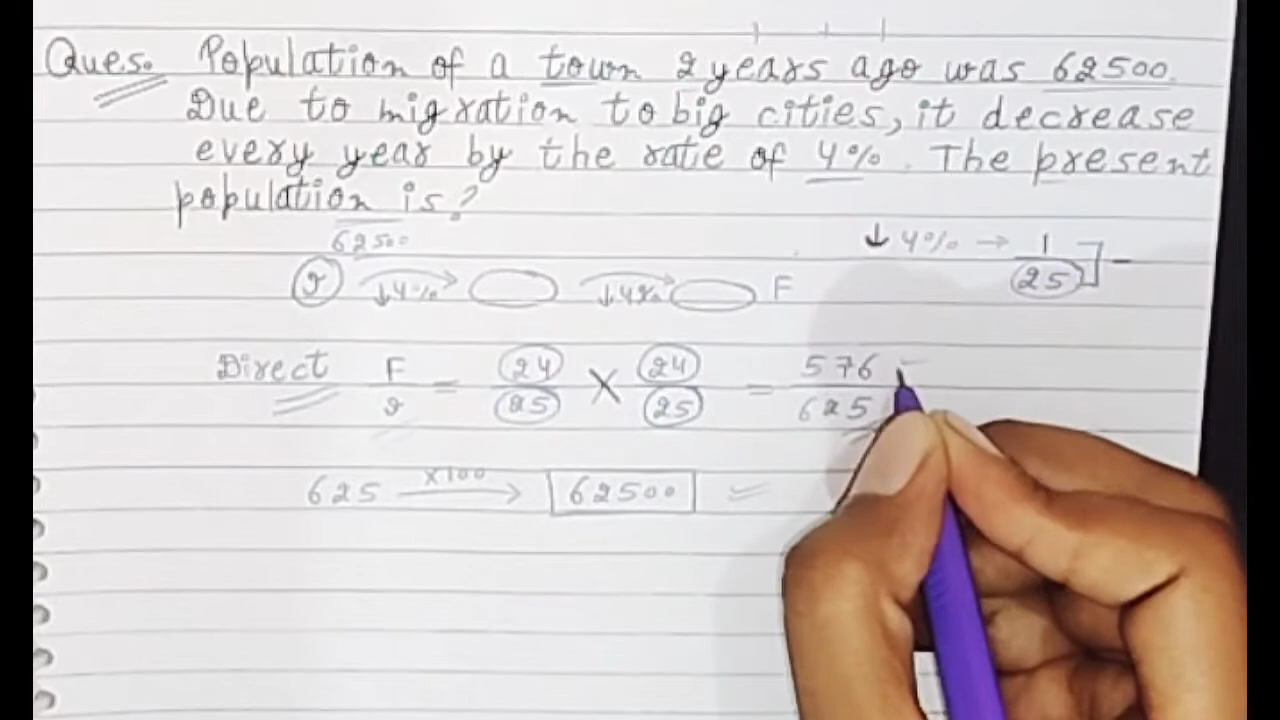 Ques. Population of a town 2 years ago was 62500.
Due to migration to big cities, it decrease
every year by the rate of 4%. The present
population is?
62500
↓ 4% → 1/25
↓4% ↓4% F
Direct F = 24 × 24 = 576
25 25 625
625 ×100 → 62500